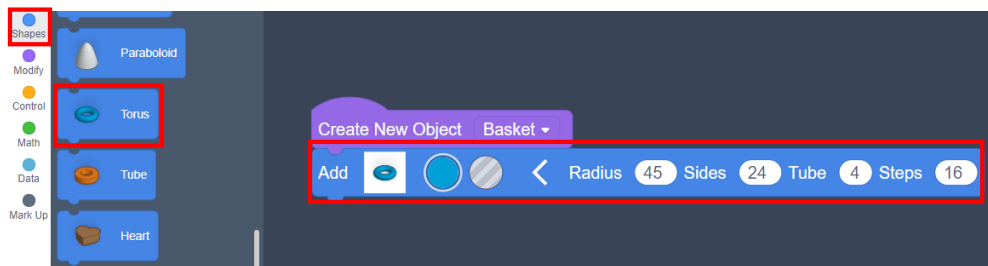 Shapes
Modify
Control
Math
Data
Mark Up
Paraboloid
Torus
Tube
Heart
Create New Object Basket
Add Radius 45 Sides 24 Tube 4 Steps 16